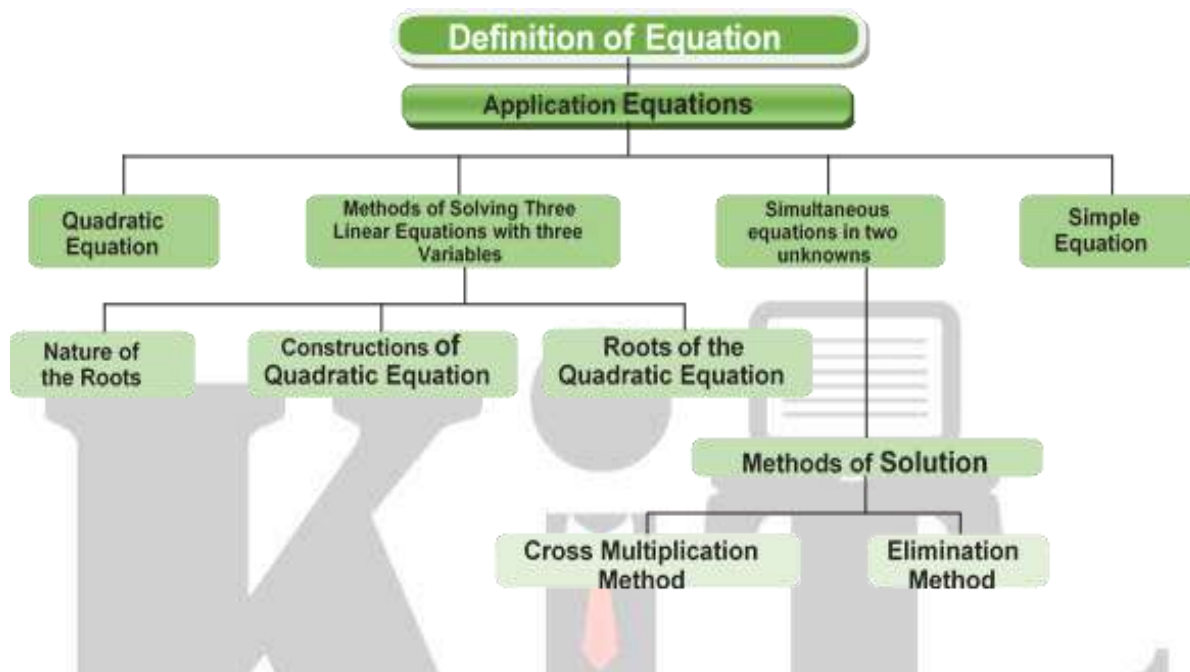 Definition of Equation
Application Equations
Quadratic
Equation
Methods of Solving Three
Linear Equations with three
Variables
Simultaneous
equations in two
unknowns
Simple
Equation
Nature of
the Roots
Constructions of
Quadratic Equation
Roots of the
Quadratic Equation
Methods of Solution
Cross Multiplication
Method
Elimination
Method